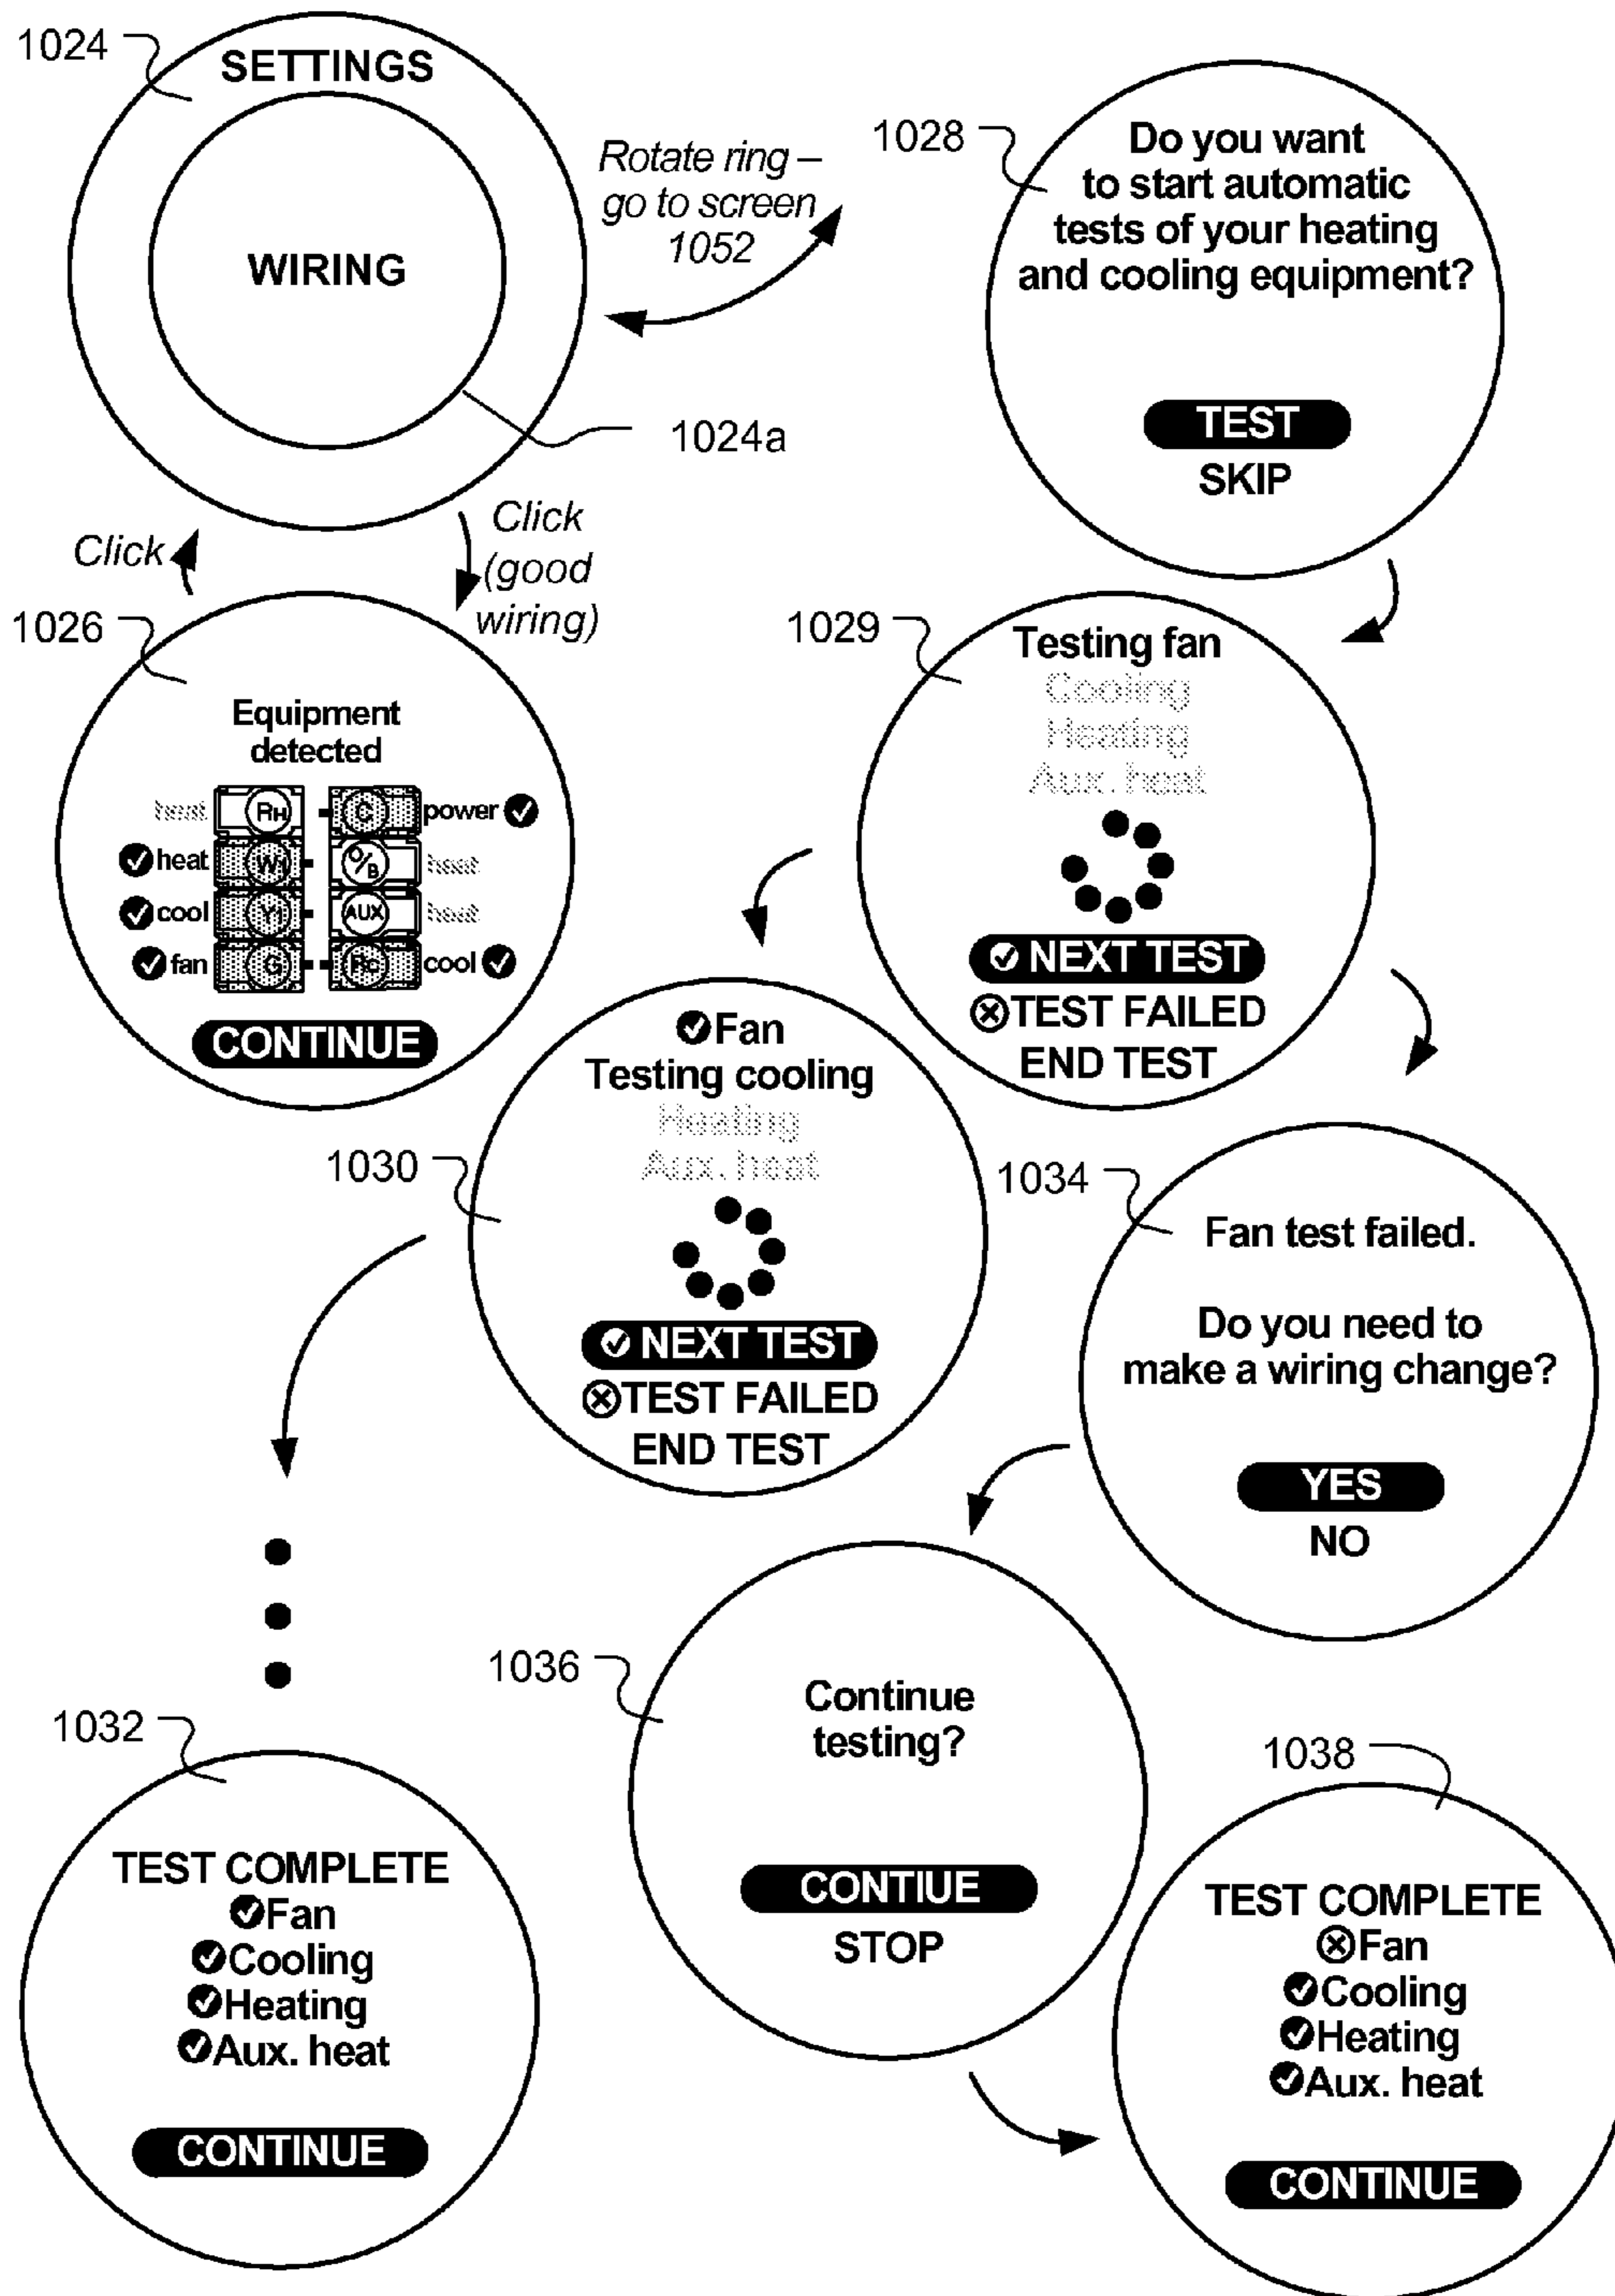 1024
SETTINGS
WIRING
1024a
Rotate ring –
go to screen
1052
1028
Do you want
to start automatic
tests of your heating
and cooling equipment?
TEST
SKIP
Click
Click
(good
wiring)
1026
Equipment
detected
heat RH C power
heat W1 O/B heat
cool Y1 AUX heat
fan G RC cool
CONTINUE
1029
Testing fan
Cooling
Heating
Aux. heat
NEXT TEST
TEST FAILED
END TEST
1030
Fan
Testing cooling
Heating
Aux. heat
NEXT TEST
TEST FAILED
END TEST
1034
Fan test failed.
Do you need to
make a wiring change?
YES
NO
1036
Continue
testing?
CONTIUE
STOP
1032
TEST COMPLETE
Fan
Cooling
Heating
Aux. heat
CONTINUE
1038
TEST COMPLETE
Fan
Cooling
Heating
Aux. heat
CONTINUE